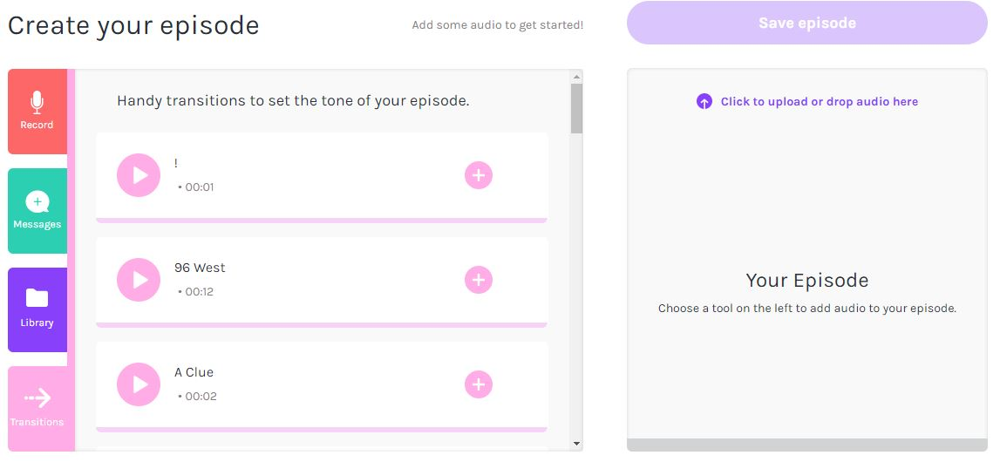 Create your episode
Add some audio to get started!
Save episode
Record
Messages
Library
Transitions
Handy transitions to set the tone of your episode.
!
• 00:01
96 West
• 00:12
A Clue
• 00:02
Click to upload or drop audio here
Your Episode
Choose a tool on the left to add audio to your episode.